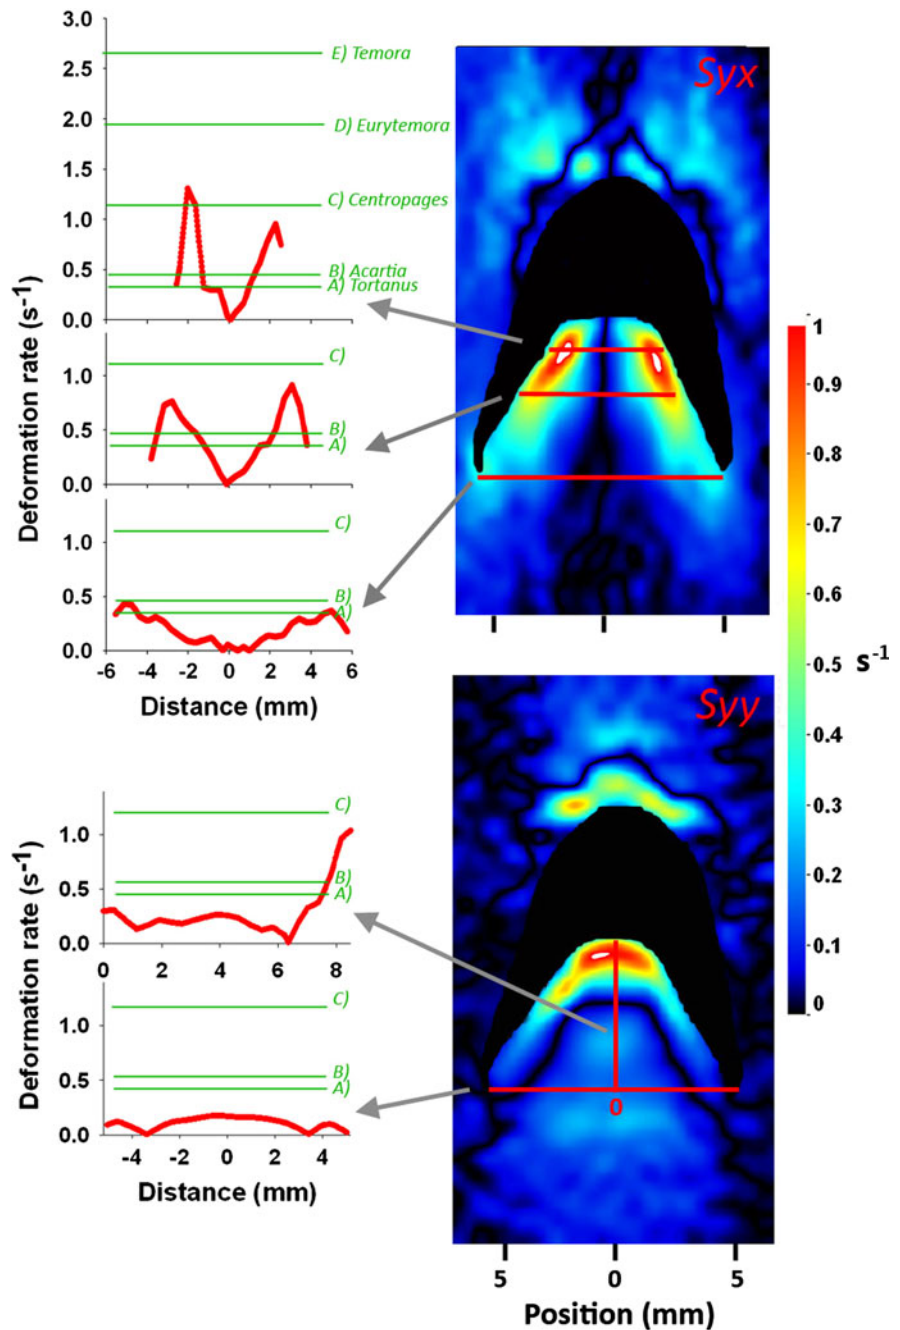 3.0
2.5
2.0
1.5
1.0
0.5
0.0
E) Temora
D) Eurytemora
C) Centropages
B) Acartia
A) Tortanus
Deformation rate (s-1)
1.0
0.5
0.0
C)
B)
A)
1.0
0.5
0.0
C)
B)
A)
-6 -4 -2 0 2 4 6
Distance (mm)
Syx
1
0.9
0.8
0.7
0.6
0.5
0.4
0.3
0.2
0.1
0
s-1
Deformation rate (s-1)
1.0
0.5
0.0
C)
B)
A)
0 2 4 6 8
1.0
0.5
0.0
C)
B)
A)
-4 -2 0 2 4
Distance (mm)
Syy
0
5 0 5
Position (mm)